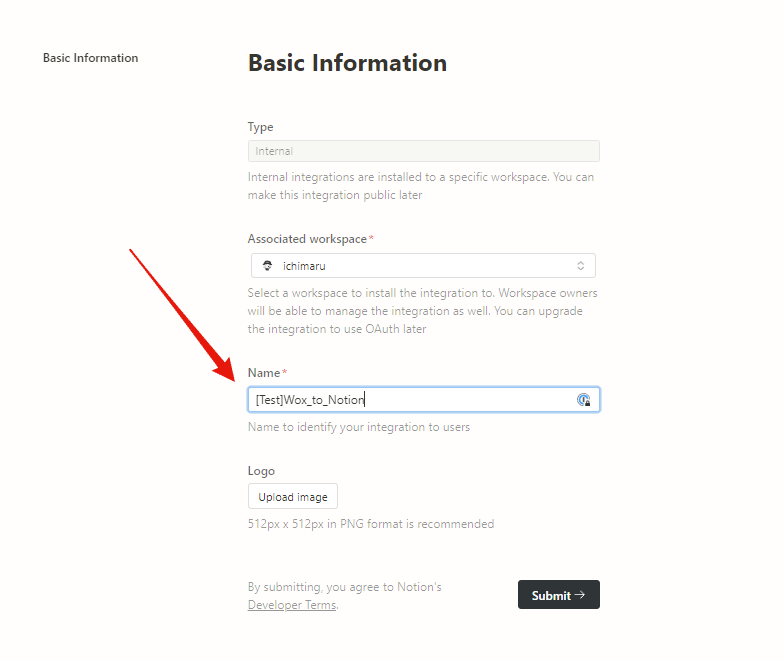 Basic Information
Basic Information
Type
Internal
Internal integrations are installed to a specific workspace. You can
make this integration public later
Associated workspace*
ichimaru
Select a workspace to install the integration to. Workspace owners
will be able to manage the integration as well. You can upgrade
the integration to use OAuth later
Name*
[Test]Wox_to_Notion
Name to identify your integration to users
Logo
Upload image
512px x 512px in PNG format is recommended
By submitting, you agree to Notion's
Developer Terms.
Submit →